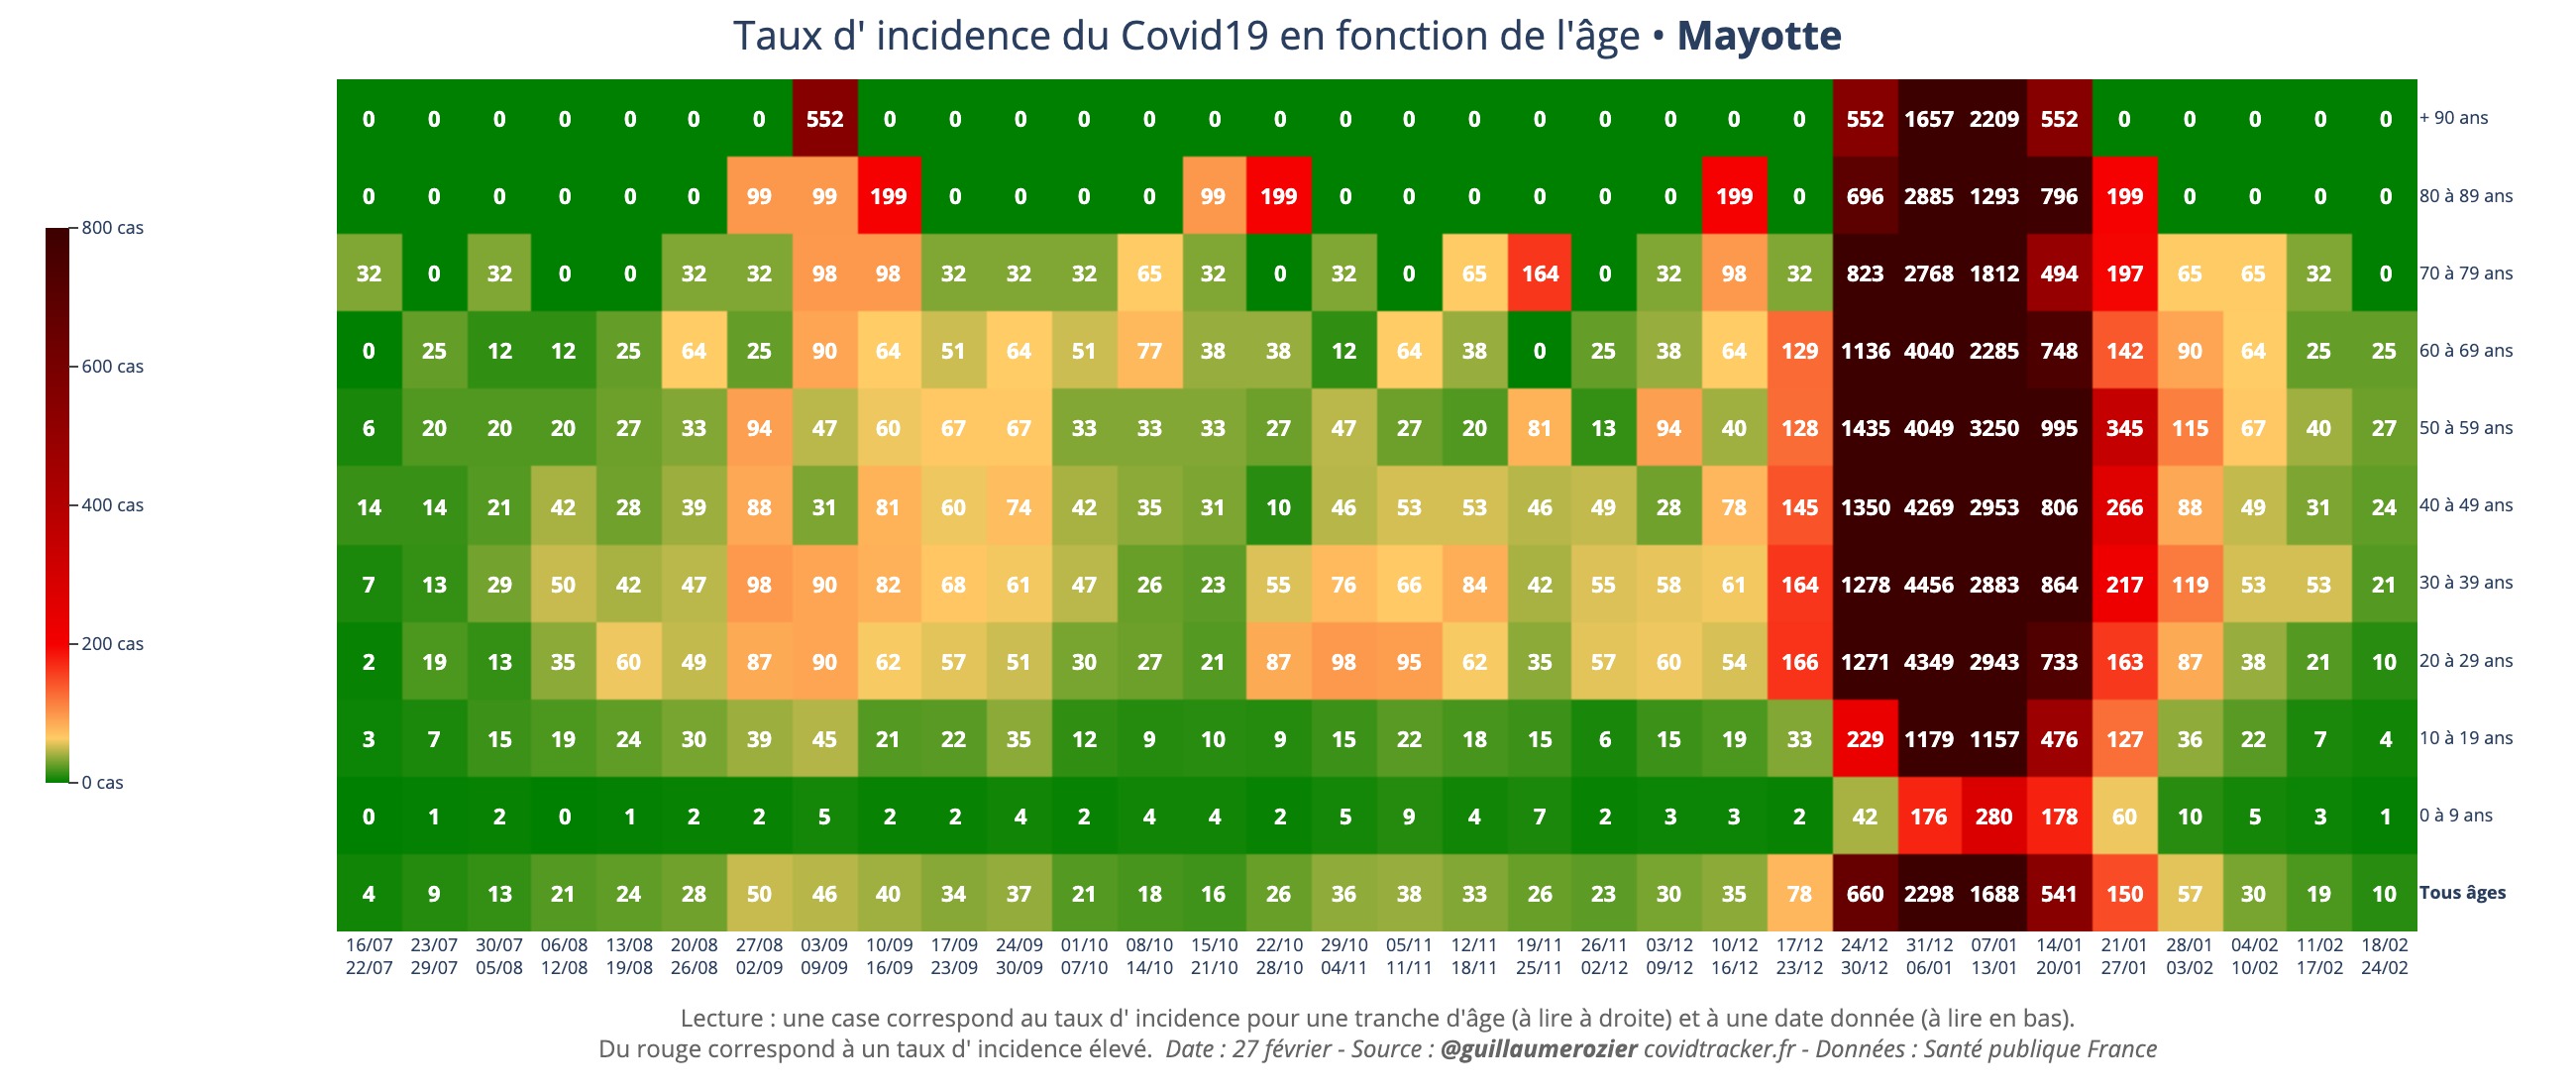 Taux d' incidence du Covid19 en fonction de l'âge • Mayotte
800 cas
600 cas
400 cas
200 cas
0 cas
0 0 0 0 0 0 0 552 0 0 0 0 0 0 0 0 0 0 0 0 0 0 0 552 1657 2209 552 0 0 0 0 0 + 90 ans
0 0 0 0 0 0 99 99 199 0 0 0 0 99 199 0 0 0 0 0 0 199 0 696 2885 1293 796 199 0 0 0 0 80 à 89 ans
32 0 32 0 0 32 32 98 98 32 32 32 65 32 0 32 0 65 164 0 32 98 32 823 2768 1812 494 197 65 65 32 0 70 à 79 ans
0 25 12 12 25 64 25 90 64 51 64 51 77 38 38 12 64 38 0 25 38 64 129 1136 4040 2285 748 142 90 64 25 25 60 à 69 ans
6 20 20 20 27 33 94 47 60 67 67 33 33 33 27 47 27 20 81 13 94 40 128 1435 4049 3250 995 345 115 67 40 27 50 à 59 ans
14 14 21 42 28 39 88 31 81 60 74 42 35 31 10 46 53 53 46 49 28 78 145 1350 4269 2953 806 266 88 49 31 24 40 à 49 ans
7 13 29 50 42 47 98 90 82 68 61 47 26 23 55 76 66 84 42 55 58 61 164 1278 4456 2883 864 217 119 53 53 21 30 à 39 ans
2 19 13 35 60 49 87 90 62 57 51 30 27 21 87 98 95 62 35 57 60 54 166 1271 4349 2943 733 163 87 38 21 10 20 à 29 ans
3 7 15 19 24 30 39 45 21 22 35 12 9 10 9 15 22 18 15 6 15 19 33 229 1179 1157 476 127 36 22 7 4 10 à 19 ans
0 1 2 0 1 2 2 5 2 2 4 2 4 4 2 5 9 4 7 2 3 3 2 42 176 280 178 60 10 5 3 1 0 à 9 ans
4 9 13 21 24 28 50 46 40 34 37 21 18 16 26 36 38 33 26 23 30 35 78 660 2298 1688 541 150 57 30 19 10 Tous âges
16/07 23/07 30/07 06/08 13/08 20/08 27/08 03/09 10/09 17/09 24/09 01/10 08/10 15/10 22/10 29/10 05/11 12/11 19/11 26/11 03/12 10/12 17/12 24/12 31/12 07/01 14/01 21/01 28/01 04/02 11/02 18/02
22/07 29/07 05/08 12/08 19/08 26/08 02/09 09/09 16/09 23/09 30/09 07/10 14/10 21/10 28/10 04/11 11/11 18/11 25/11 02/12 09/12 16/12 23/12 30/12 06/01 13/01 20/01 27/01 03/02 10/02 17/02 24/02
Lecture : une case correspond au taux d' incidence pour une tranche d'âge (à lire à droite) et à une date donnée (à lire en bas).
Du rouge correspond à un taux d' incidence élevé. Date : 27 février - Source : @guillaumerozier covidtracker.fr - Données : Santé publique France